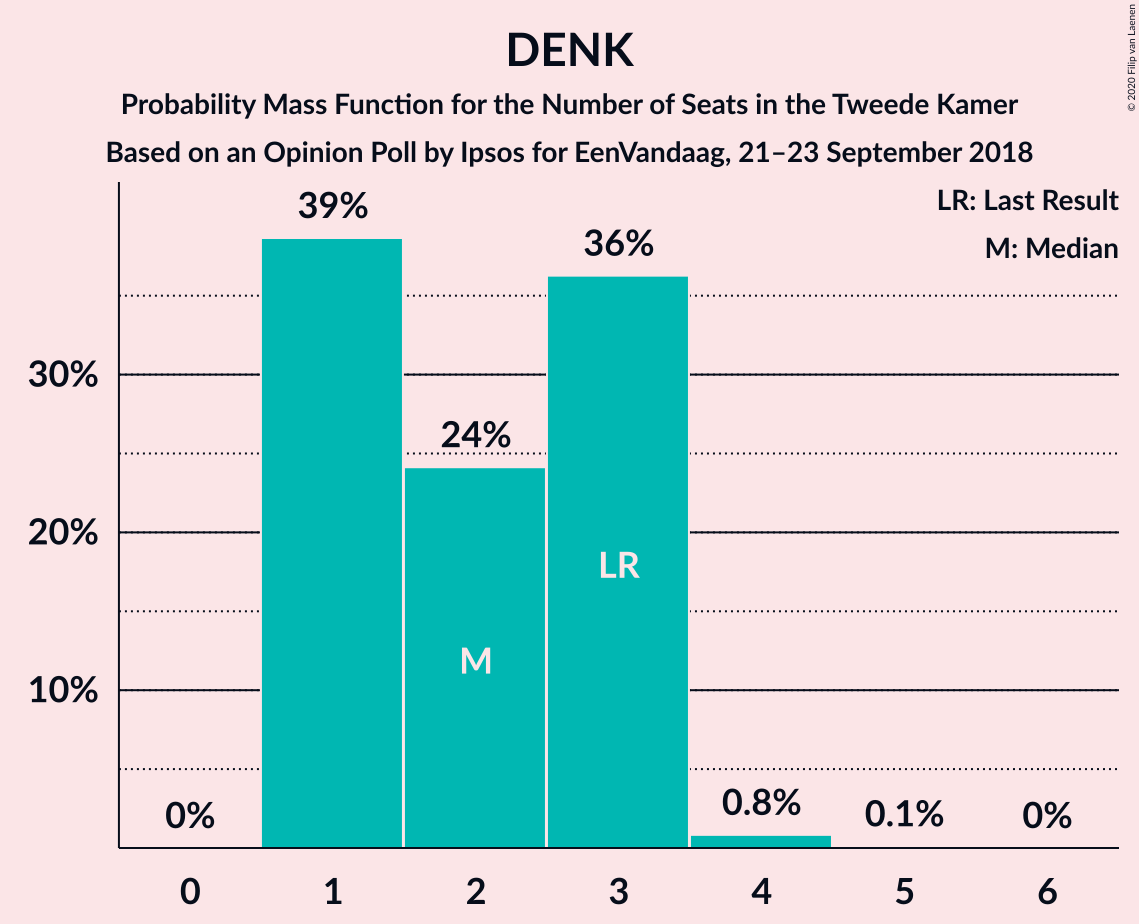 DENK
Probability Mass Function for the Number of Seats in the Tweede Kamer
Based on an Opinion Poll by Ipsos for EenVandaag, 21–23 September 2018
© 2020 Filip van Laenen
LR: Last Result
M: Median
39%
36%
30%
24%
20%
LR
M
10%
0%
0.8%
0.1%
0%
0 1 2 3 4 5 6